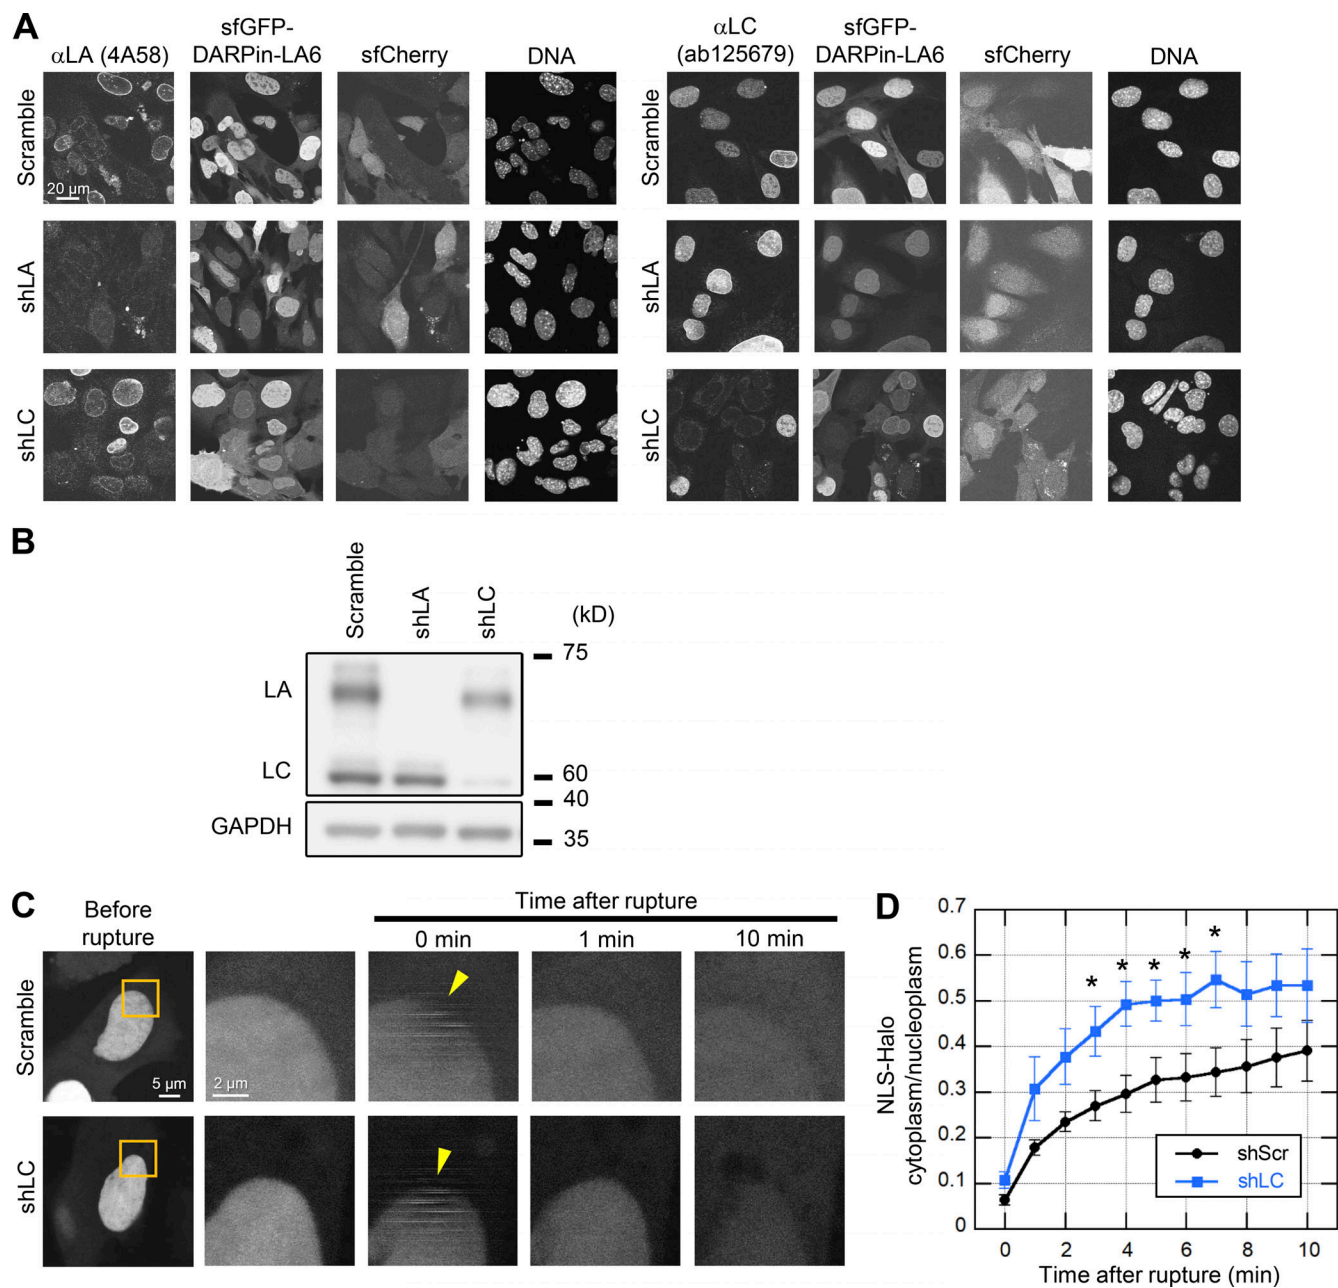 A
αLA (4A58)
sfGFP-
DARPin-LA6
sfCherry
DNA
αLC
(ab125679)
sfGFP-
DARPin-LA6
sfCherry
DNA
Scramble
20 µm
shLA
shLC
Scramble
shLA
shLC
B
Scramble
shLA
shLC
(kD)
75
LA
LC
60
40
GAPDH
35
C
Before
rupture
Time after rupture
0 min
1 min
10 min
Scramble
5 µm
2 µm
shLC
D
NLS-Halo
cytoplasm/nucleoplasm
0.7
0.6
0.5
0.4
0.3
0.2
0.1
0
* * * * *
shScr
shLC
0 2 4 6 8 10
Time after rupture (min)